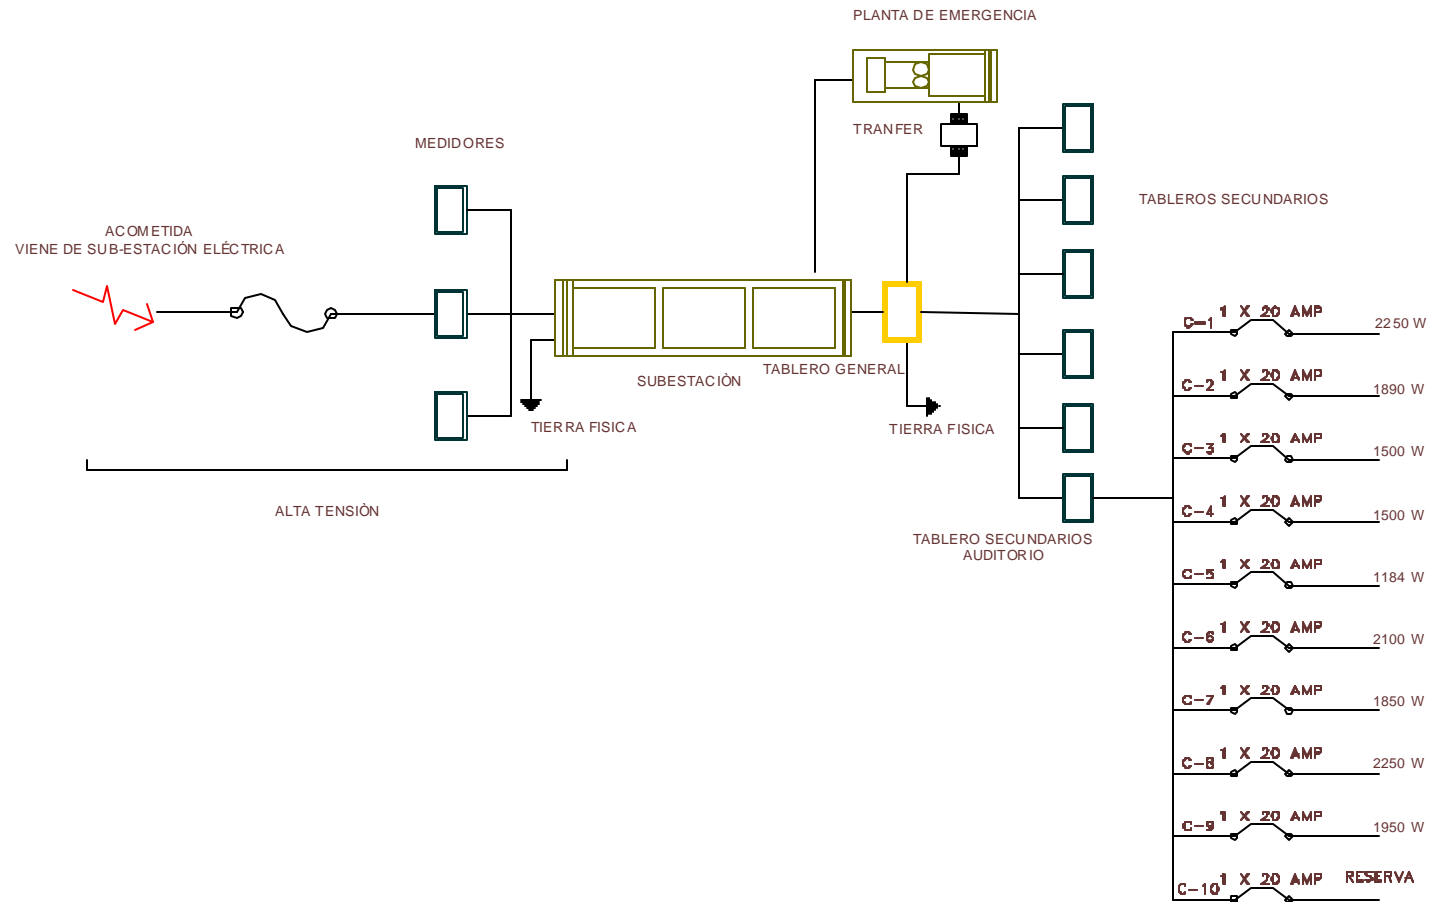 PLANTA DE EMERGENCIA
TRANFER
MEDIDORES
TABLEROS SECUNDARIOS
ACOMETIDA
VIENE DE SUB-ESTACIÓN ELÉCTRICA
SUBESTACIÒN
TABLERO GENERAL
TIERRA FISICA
TIERRA FISICA
ALTA TENSIÒN
TABLERO SECUNDARIOS
AUDITORIO
C-1 1 X 20 AMP 2250 W
C-2 1 X 20 AMP 1890 W
C-3 1 X 20 AMP 1500 W
C-4 1 X 20 AMP 1500 W
C-5 1 X 20 AMP 1184 W
C-6 1 X 20 AMP 2100 W
C-7 1 X 20 AMP 1850 W
C-8 1 X 20 AMP 2250 W
C-9 1 X 20 AMP 1950 W
C-10 1 X 20 AMP RESERVA